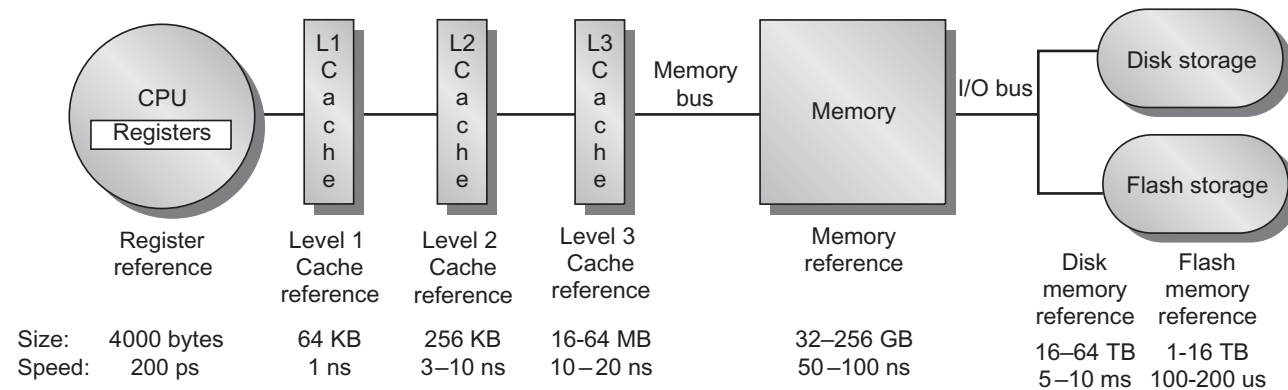 CPU
Registers
L1
C
a
c
h
e
L2
C
a
c
h
e
L3
C
a
c
h
e
Memory
bus
Memory
I/O bus
Disk storage
Flash storage
Register
reference
Level 1
Cache
reference
Level 2
Cache
reference
Level 3
Cache
reference
Memory
reference
Disk
memory
reference
Flash
memory
reference
Size: 4000 bytes 64 KB 256 KB 16-64 MB 32–256 GB 16–64 TB 1-16 TB
Speed: 200 ps 1 ns 3–10 ns 10–20 ns 50–100 ns 5–10 ms 100-200 us